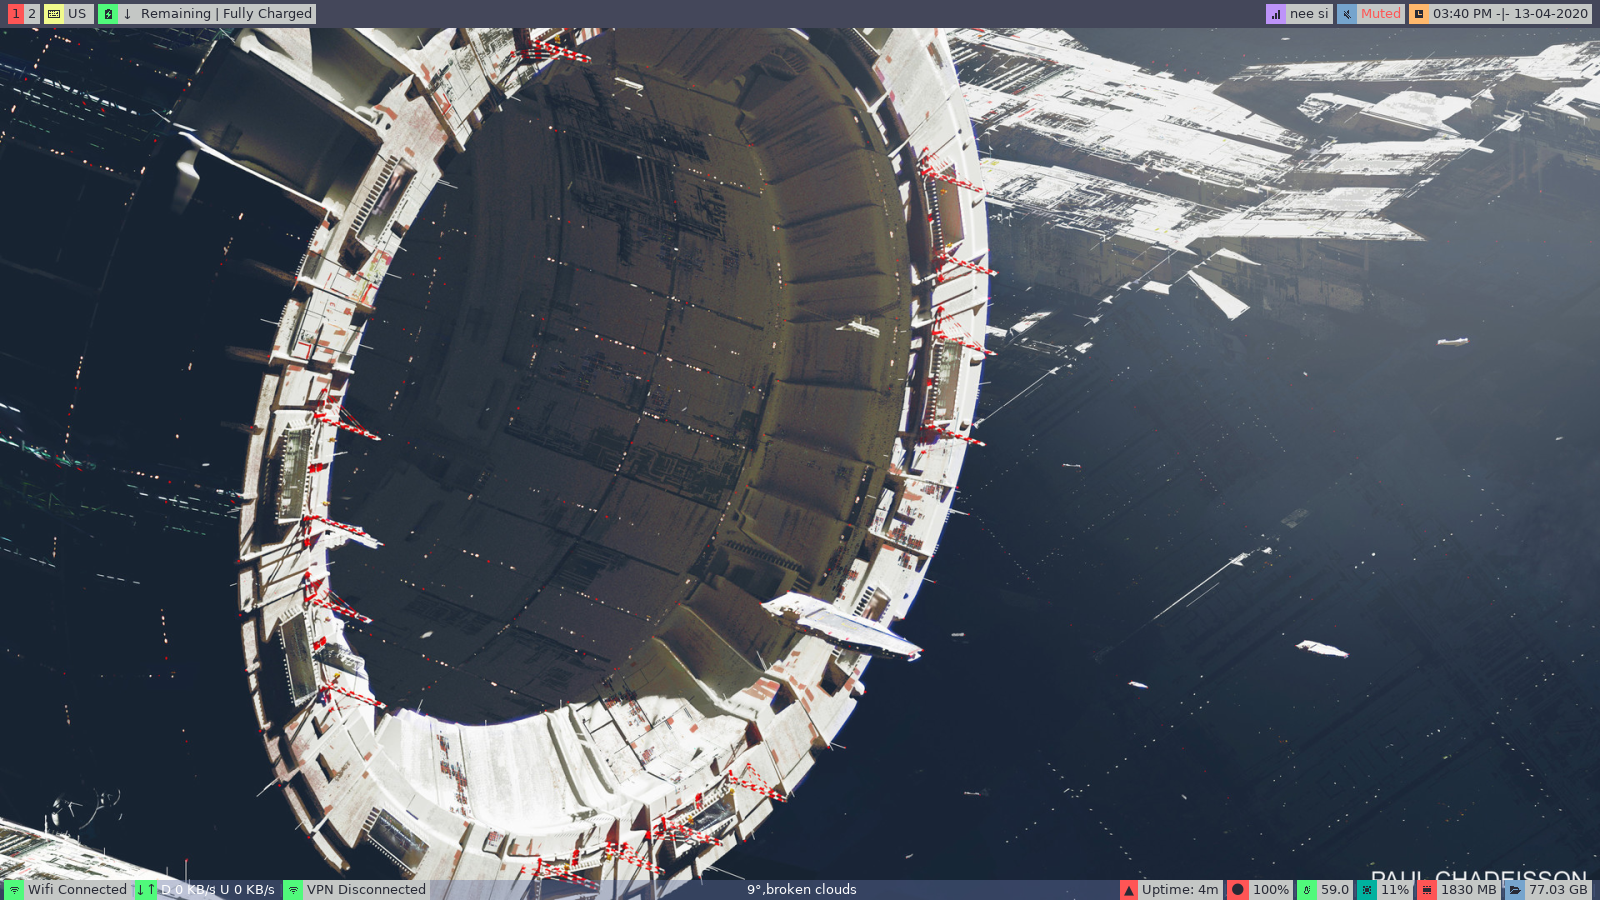 1 2 US ↓ Remaining | Fully Charged nee si Muted 03:40 PM -|- 13-04-2020
PAUL CHADEISSON
Wifi Connected ↓↑ D 0 KB/s U 0 KB/s VPN Disconnected 9°,broken clouds Uptime: 4m 100% 59.0 11% 1830 MB 77.03 GB